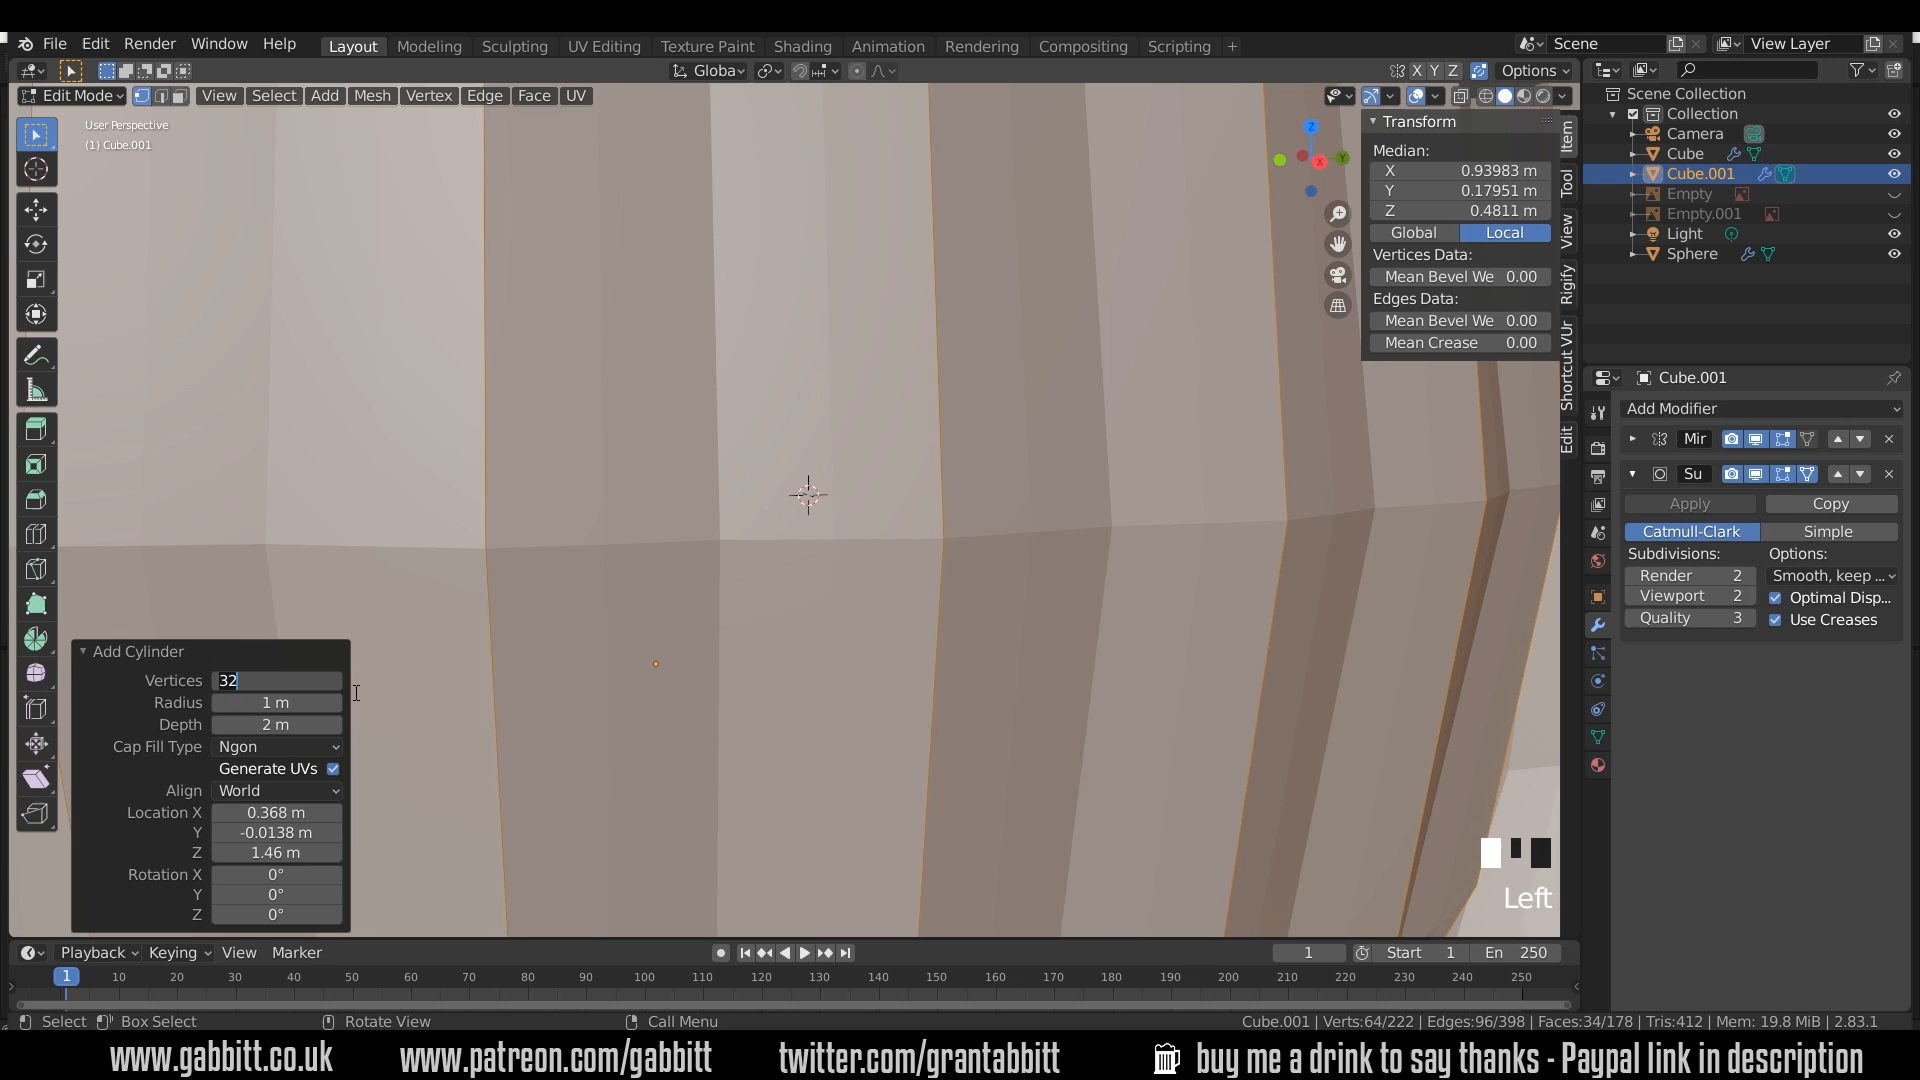 File Edit Render Window Help Layout Modeling Sculpting UV Editing Texture Paint Shading Animation Rendering Compositing Scripting + Scene View Layer
Globa X Y Z Options
Edit Mode View Select Add Mesh Vertex Edge Face UV
User Perspective
(1) Cube.001
Z
Y
X
Transform
Median:
X 0.93983 m
Y 0.17951 m
Z 0.4811 m
Global Local
Vertices Data:
Mean Bevel We 0.00
Edges Data:
Mean Bevel We 0.00
Mean Crease 0.00
Item
Tool
View
Rigify
Shortcut VUr
Edit
Scene Collection
Collection
Camera
Cube
Cube.001
Empty
Empty.001
Light
Sphere
Cube.001
Add Modifier
Mir
Su
Apply Copy
Catmull-Clark Simple
Subdivisions: Options:
Render 2 Smooth, keep ...
Viewport 2 Optimal Disp...
Quality 3 Use Creases
Add Cylinder
Vertices 32
Radius 1 m
Depth 2 m
Cap Fill Type Ngon
Generate UVs
Align World
Location X 0.368 m
Y -0.0138 m
Z 1.46 m
Rotation X 0°
Y 0°
Z 0°
Left
Playback Keying View Marker 1 Start 1 En 250
1 10 20 30 40 50 60 70 80 90 100 110 120 130 140 150 160 170 180 190 200 210 220 230 240 250
Select Box Select Rotate View Call Menu Cube.001 | Verts:64/222 | Edges:96/398 | Faces:34/178 | Tris:412 | Mem: 19.8 MiB | 2.83.1
www.gabbitt.co.uk www.patreon.com/gabbitt twitter.com/grantabbitt buy me a drink to say thanks - Paypal link in description